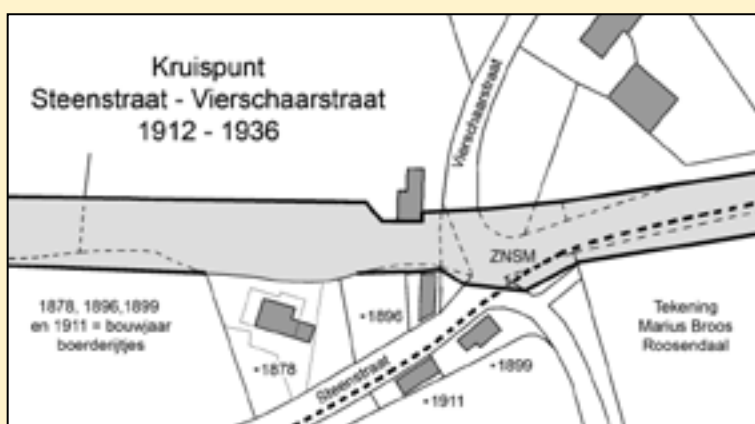 Kruispunt
Steenstraat - Vierschaarstraat
1912 - 1936
Vierschaarstraat
ZNSM
1878, 1896,1899
en 1911 = bouwjaar
boerderijtjes
•1896
•1878
Steenstraat
•1899
•1911
Tekening
Marius Broos
Roosendaal